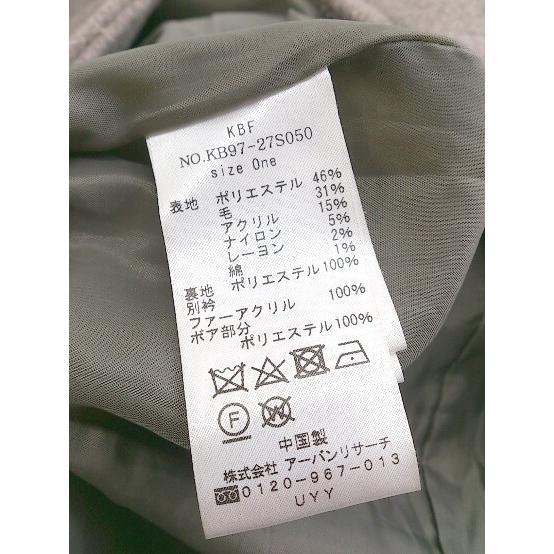 KBF
NO.KB97-27S050
size One
表地 ポリエステル 46%
毛 31%
アクリル 15%
ナイロン 5%
レーヨン 2%
綿 1%
裏地 ポリエステル100%
別衿
ファーアクリル 100%
ボア部分
ポリエステル100%
F W
中国製
株式会社 アーバンリサーチ
0120-967-013
UYY